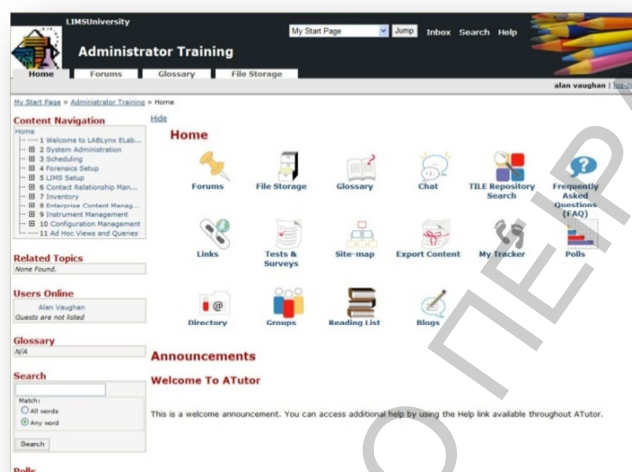 LIMSUniversity
My Start Page Jump Inbox Search Help
Administrator Training
Home Forums Glossary File Storage
alan vaughan |
My Start Page > Administrator Training > Home
Content Navigation
Home
1 Welcome to LABLynx ELab...
2 System Administration
3 Scheduling
4 Forensics Setup
5 LIMS Setup
6 Contact Relationship Man...
7 Inventory
8 Enterprise Content Manag...
9 Instrument Management
10 Configuration Management
11 Ad Hoc Views and Queries
Related Topics
None Found.
Users Online
Alan Vaughan
Guests are not listed
Glossary
N/A
Search
Match:
All words
Any word
Search
Polls
Hide
Home
Forums File Storage Glossary Chat TILE Repository Search Frequently Asked Questions (FAQ)
Links Tests & Surveys Site-map Export Content My Tracker Polls
Directory Groups Reading List Blogs
Announcements
Welcome To ATutor
This is a welcome announcement. You can access additional help by using the Help link available throughout ATutor.